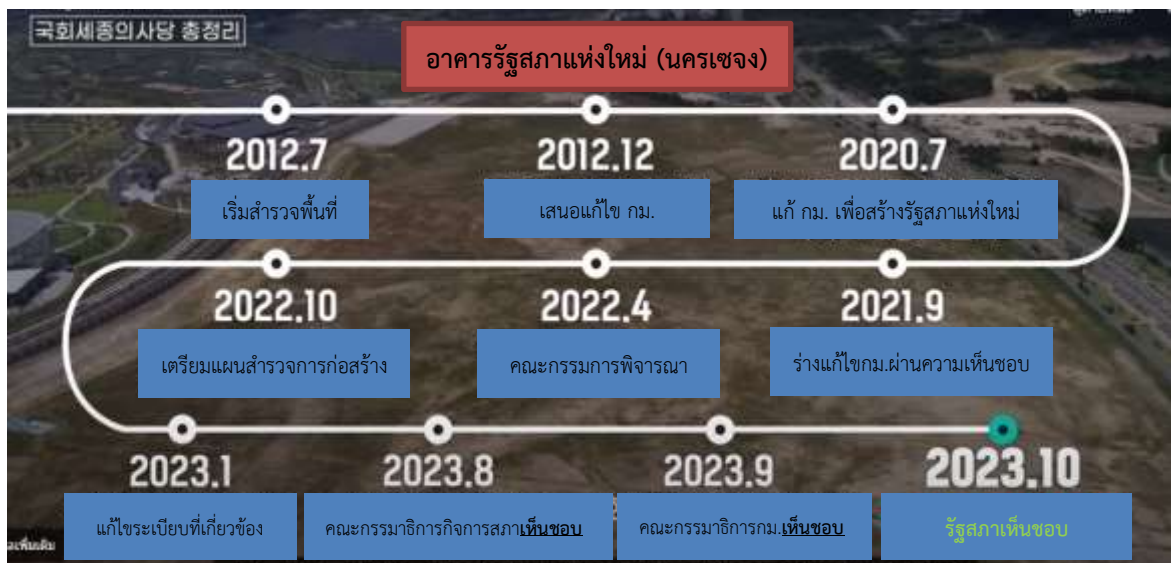 국회세종의사당 총정리
อาคารรัฐสภาแห่งใหม่ (นครเซจง)
2012.7
2012.12
2020.7
เริ่มสำรวจพื้นที่
เสนอแก้ไข กม.
แก้ กม. เพื่อสร้างรัฐสภาแห่งใหม่
2022.10
2022.4
2021.9
เตรียมแผนสำรวจการก่อสร้าง
คณะกรรมการพิจารณา
ร่างแก้ไขกม.ผ่านความเห็นชอบ
2023.1
2023.8
2023.9
2023.10
แก้ไขระเบียบที่เกี่ยวข้อง
คณะกรรมาธิการกิจการสภาเห็นชอบ
คณะกรรมาธิการกม.เห็นชอบ
รัฐสภาเห็นชอบ